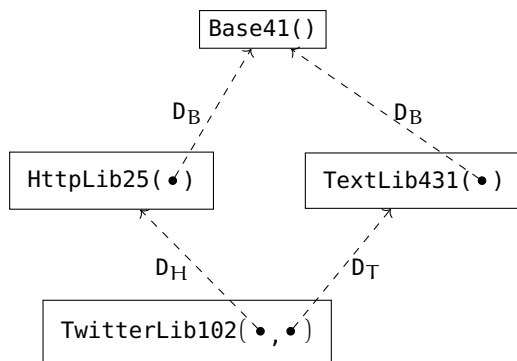 Base41()
D_B D_B
HttpLib25(•) TextLib431(•)
D_H D_T
TwitterLib102(•,•)